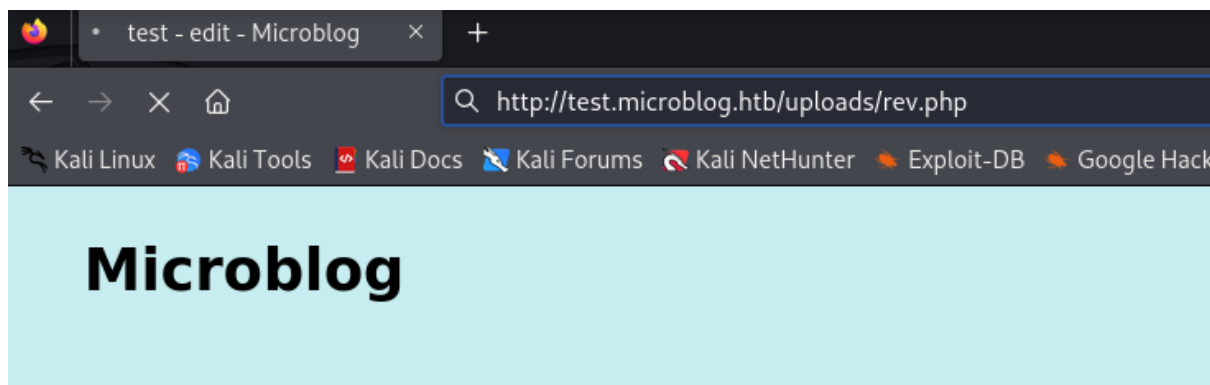 test - edit - Microblog
http://test.microblog.htb/uploads/rev.php
Kali Linux Kali Tools Kali Docs Kali Forums Kali NetHunter Exploit-DB Google Hack
Microblog